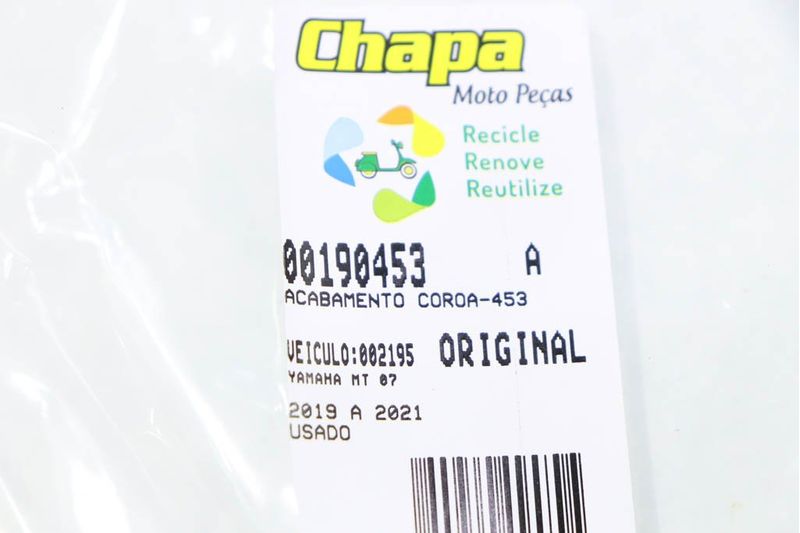 Chapa
Moto Peças
Recicle
Renove
Reutilize
00190453 A
ACABAMENTO COROA-453
VEICULO:002195 ORIGINAL
YAMAHA MT 07
2019 A 2021
USADO